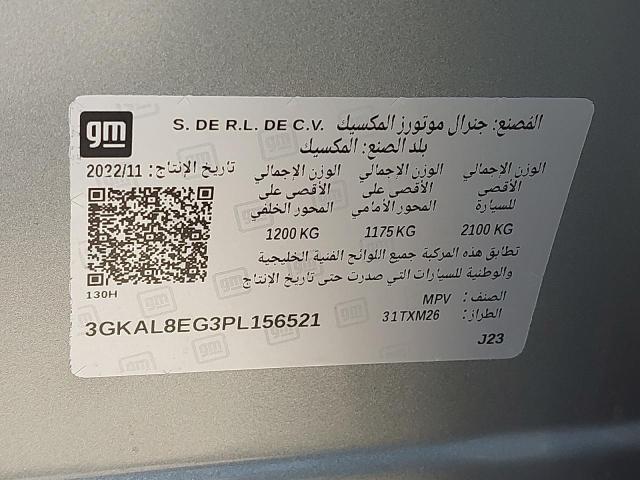 gm
المُصنع: جنرال موتورز المكسيك S. DE R.L. DE C.V.
بلد الصنع: المكسيك
تاريخ الإنتاج: 2022/11
الوزن الإجمالي الأقصى للسيارة
2100 KG
الوزن الإجمالي الأقصى على المحور الأمامي
1175 KG
الوزن الإجمالي الأقصى على المحور الخلفي
1200 KG
تطابق هذه المركبة جميع اللوائح الفنية الخليجية
والوطنية للسيارات التي صدرت حتى تاريخ الإنتاج
130H
الصنف: MPV
الطراز: 31TXM26
3GKAL8EG3PL156521
J23